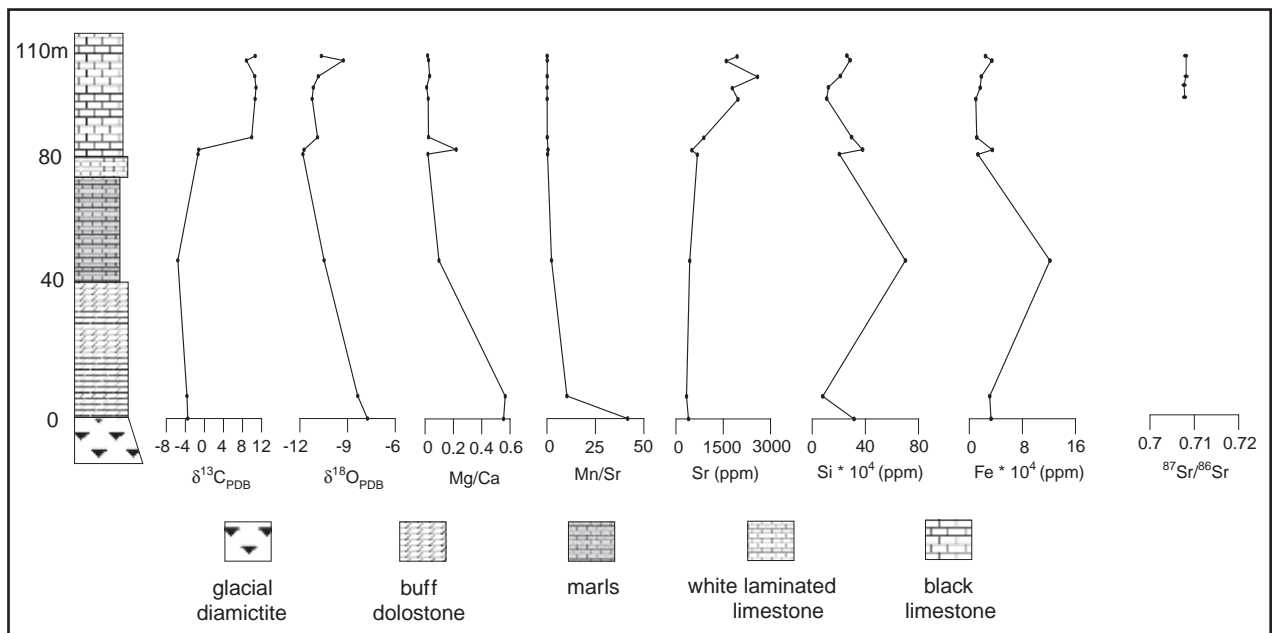 110m
80
40
0
-8 -4 0 4 8 12
-12 -9 -6
0 0.2 0.4 0.6
0 25 50
0 1500 3000
0 40 80
0 8 16
0.7 0.71 0.72
δ13CPDB
δ18OPDB
Mg/Ca
Mn/Sr
Sr (ppm)
Si * 10⁴ (ppm)
Fe * 10⁴ (ppm)
87Sr/86Sr
glacial
diamictite
buff
dolostone
marls
white laminated
limestone
black
limestone